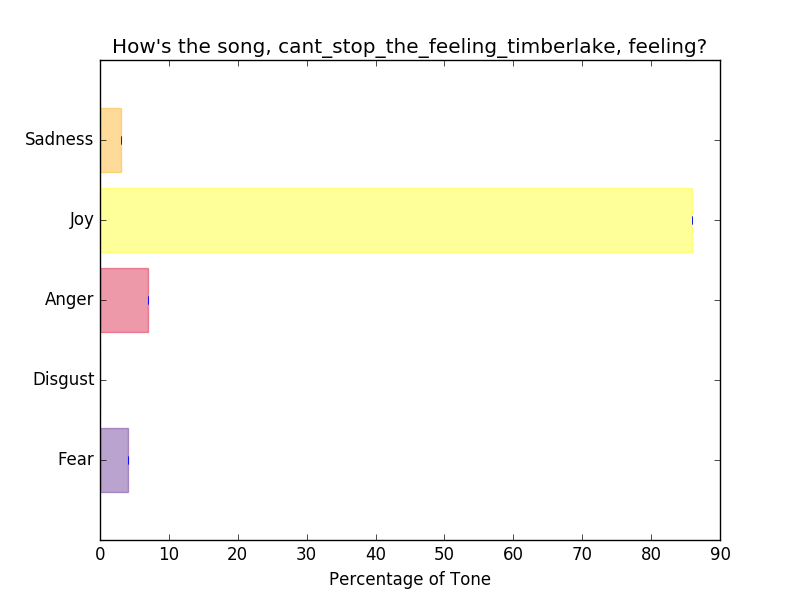 How's the song, cant_stop_the_feeling_timberlake, feeling?
Sadness
Joy
Anger
Disgust
Fear
0 10 20 30 40 50 60 70 80 90
Percentage of Tone